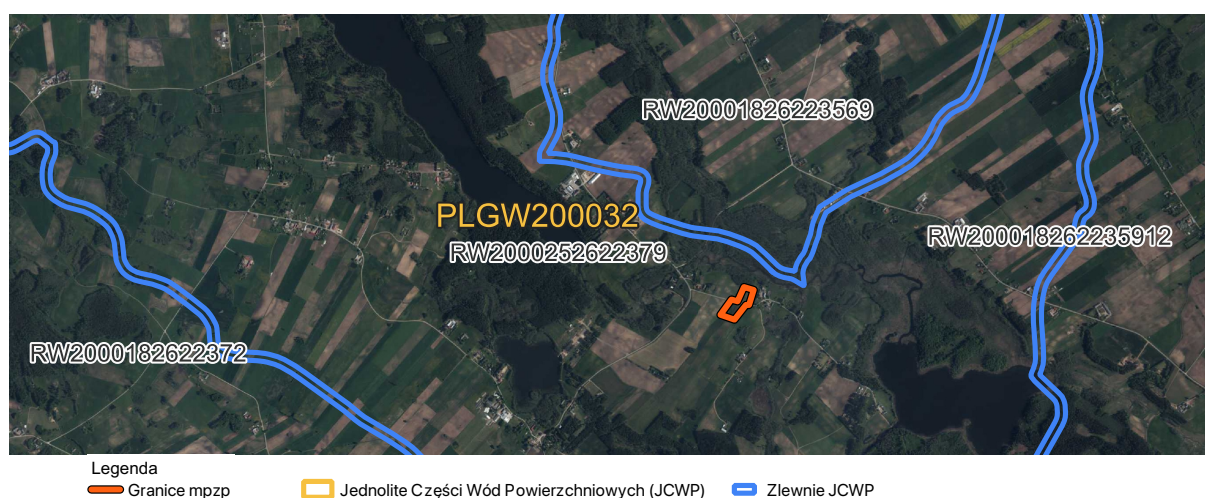 RW20001826223569
PLGW200032
RW200018262235912
RW2000252622379
RW2000182622372
Legenda
Granice mpzp
Jednolite Części Wód Powierzchniowych (JCWP)
Zlewnie JCWP